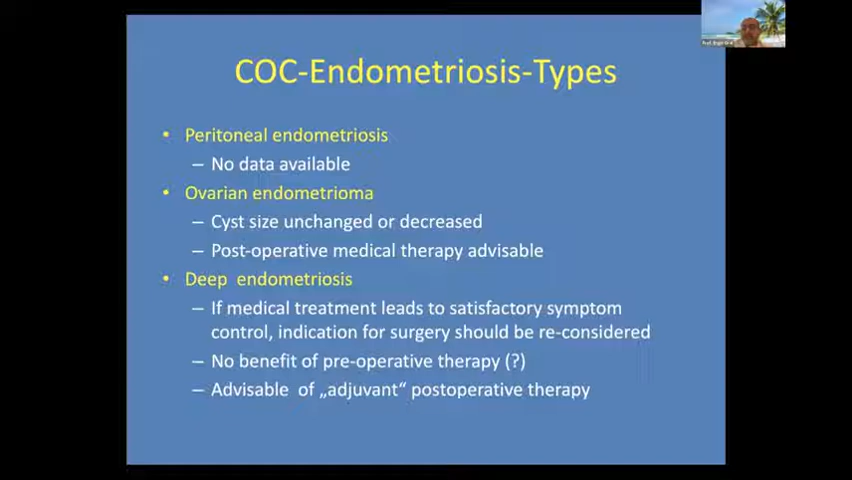 COC-Endometriosis-Types
• Peritoneal endometriosis
– No data available
• Ovarian endometrioma
– Cyst size unchanged or decreased
– Post-operative medical therapy advisable
• Deep  endometriosis
– If medical treatment leads to satisfactory symptom
control, indication for surgery should be re-considered
– No benefit of pre-operative therapy (?)
– Advisable  of „adjuvant“ postoperative therapy